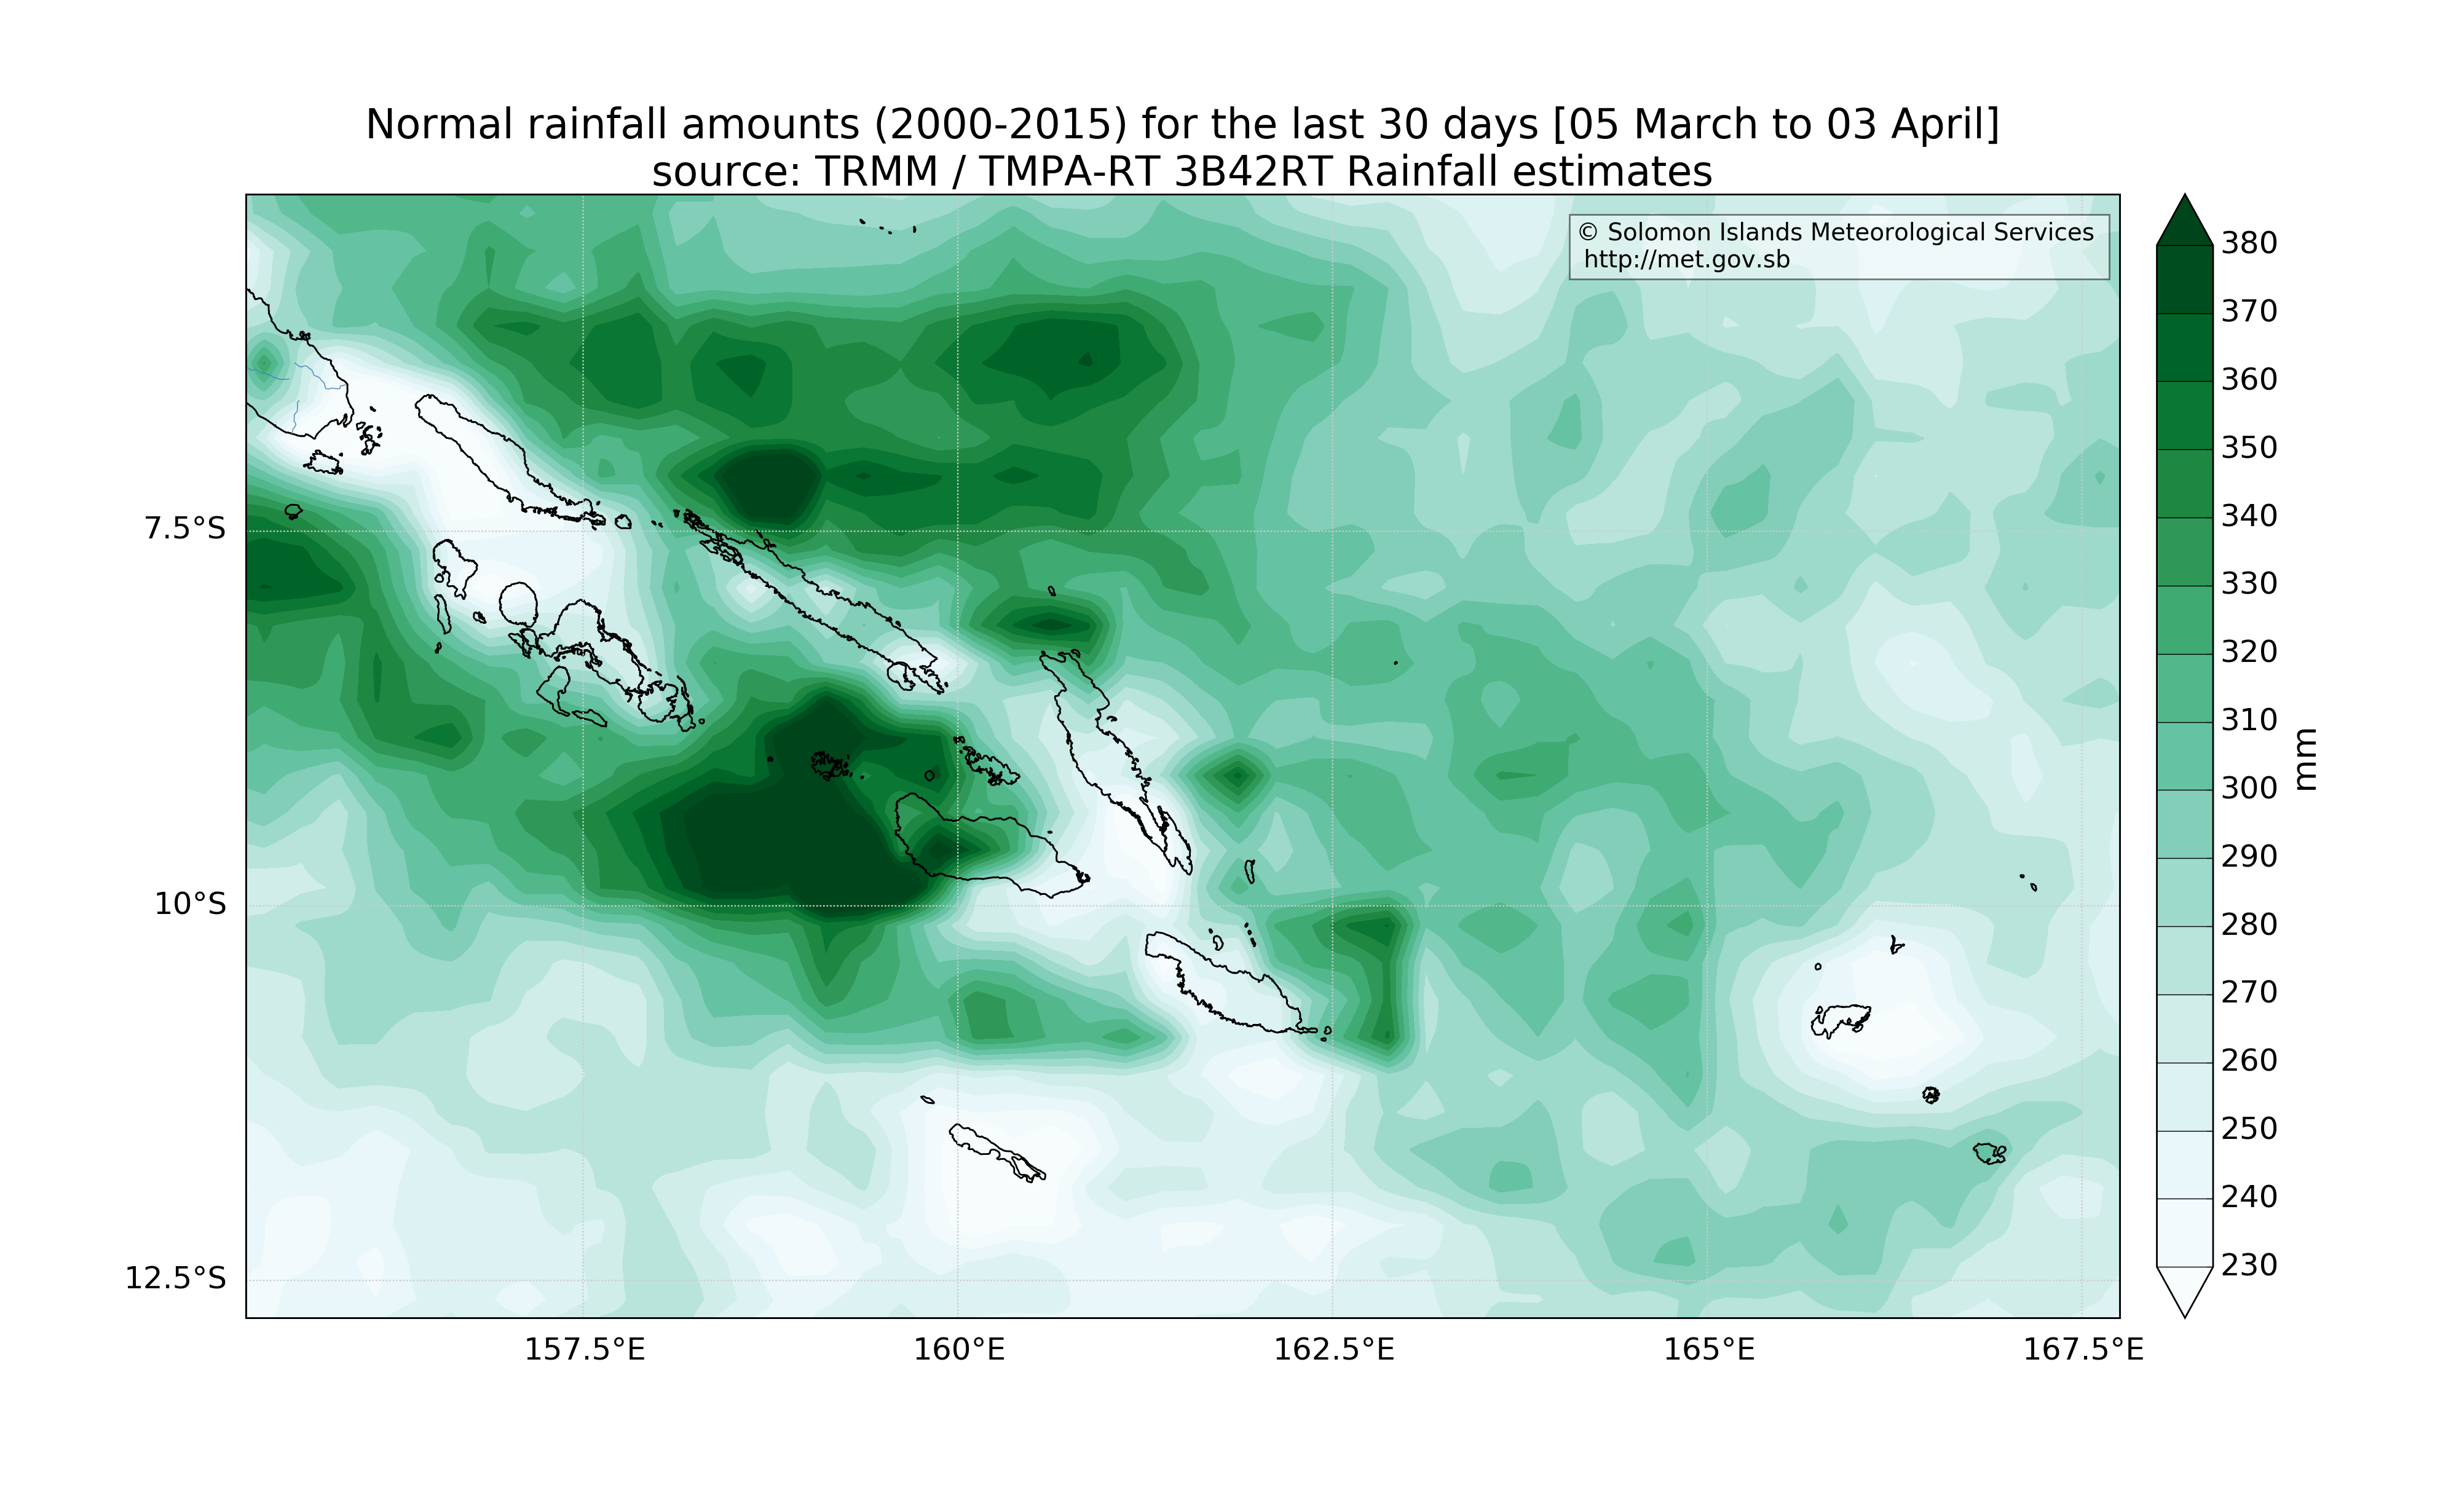 Normal rainfall amounts (2000-2015) for the last 30 days [05 March to 03 April]
source: TRMM / TMPA-RT 3B42RT Rainfall estimates
© Solomon Islands Meteorological Services
http://met.gov.sb
380
370
360
350
340
330
320
310
300
290
280
270
260
250
240
230
mm
7.5°S
10°S
12.5°S
157.5°E
160°E
162.5°E
165°E
167.5°E